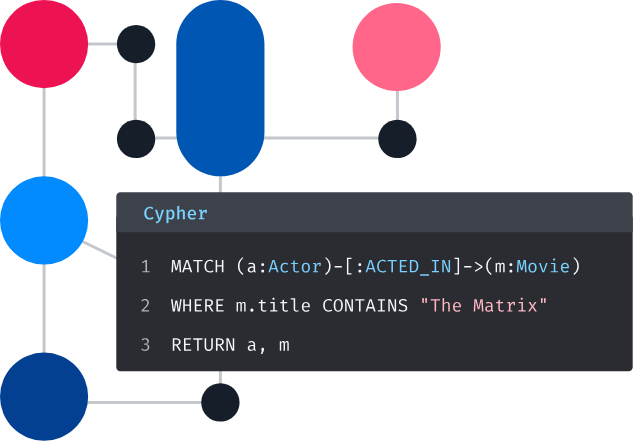 Cypher
1 MATCH (a:Actor)-[:ACTED_IN]->(m:Movie)
2 WHERE m.title CONTAINS "The Matrix"
3 RETURN a, m